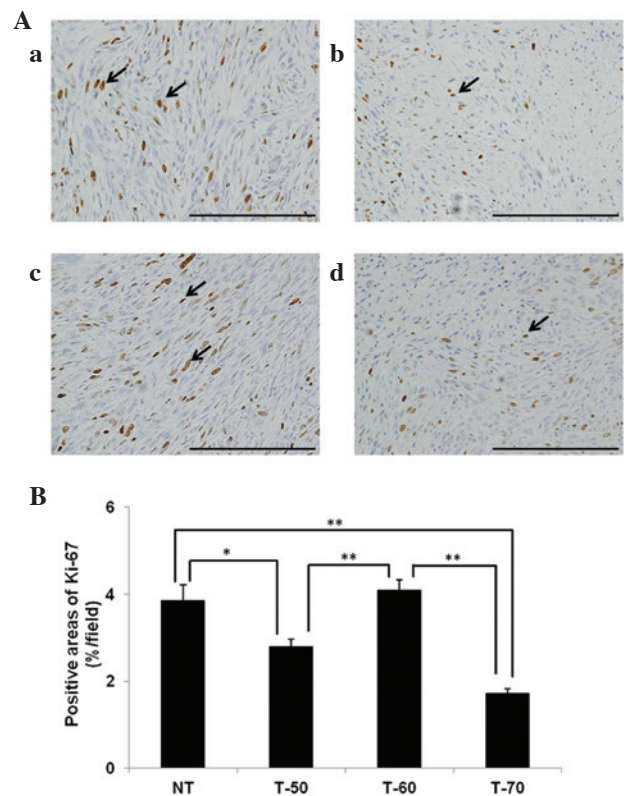 A
a
b
c
d
B
Positive areas of Ki-67
(%/field)
6
4
2
0
**
*
**
**
NT
T-50
T-60
T-70